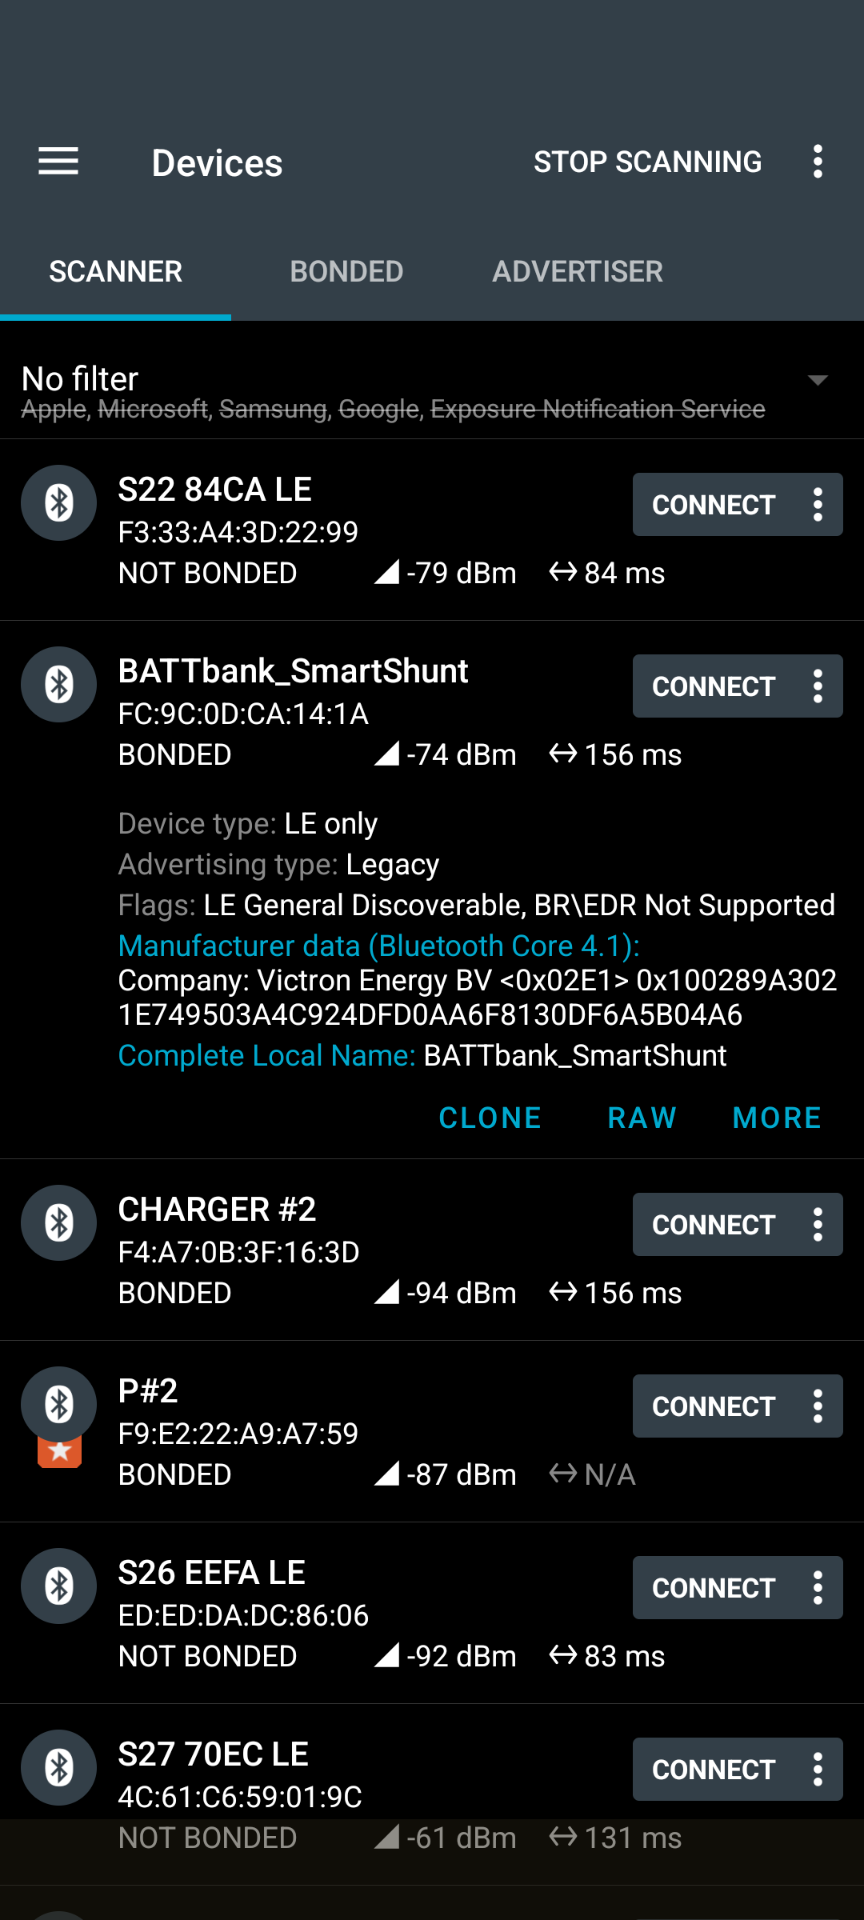 Devices
STOP SCANNING
SCANNER
BONDED
ADVERTISER
No filter
Apple, Microsoft, Samsung, Google, Exposure Notification Service
S22 84CA LE
CONNECT
F3:33:A4:3D:22:99
NOT BONDED -79 dBm 84 ms
BATTbank_SmartShunt
CONNECT
FC:9C:0D:CA:14:1A
BONDED -74 dBm 156 ms
Device type: LE only
Advertising type: Legacy
Flags: LE General Discoverable, BR\EDR Not Supported
Manufacturer data (Bluetooth Core 4.1):
Company: Victron Energy BV <0x02E1> 0x100289A302
1E749503A4C924DFD0AA6F8130DF6A5B04A6
Complete Local Name: BATTbank_SmartShunt
CLONE RAW MORE
CHARGER #2
CONNECT
F4:A7:0B:3F:16:3D
BONDED -94 dBm 156 ms
P#2
CONNECT
F9:E2:22:A9:A7:59
BONDED -87 dBm N/A
S26 EEFA LE
CONNECT
ED:ED:DA:DC:86:06
NOT BONDED -92 dBm 83 ms
S27 70EC LE
CONNECT
4C:61:C6:59:01:9C
NOT BONDED -61 dBm 131 ms